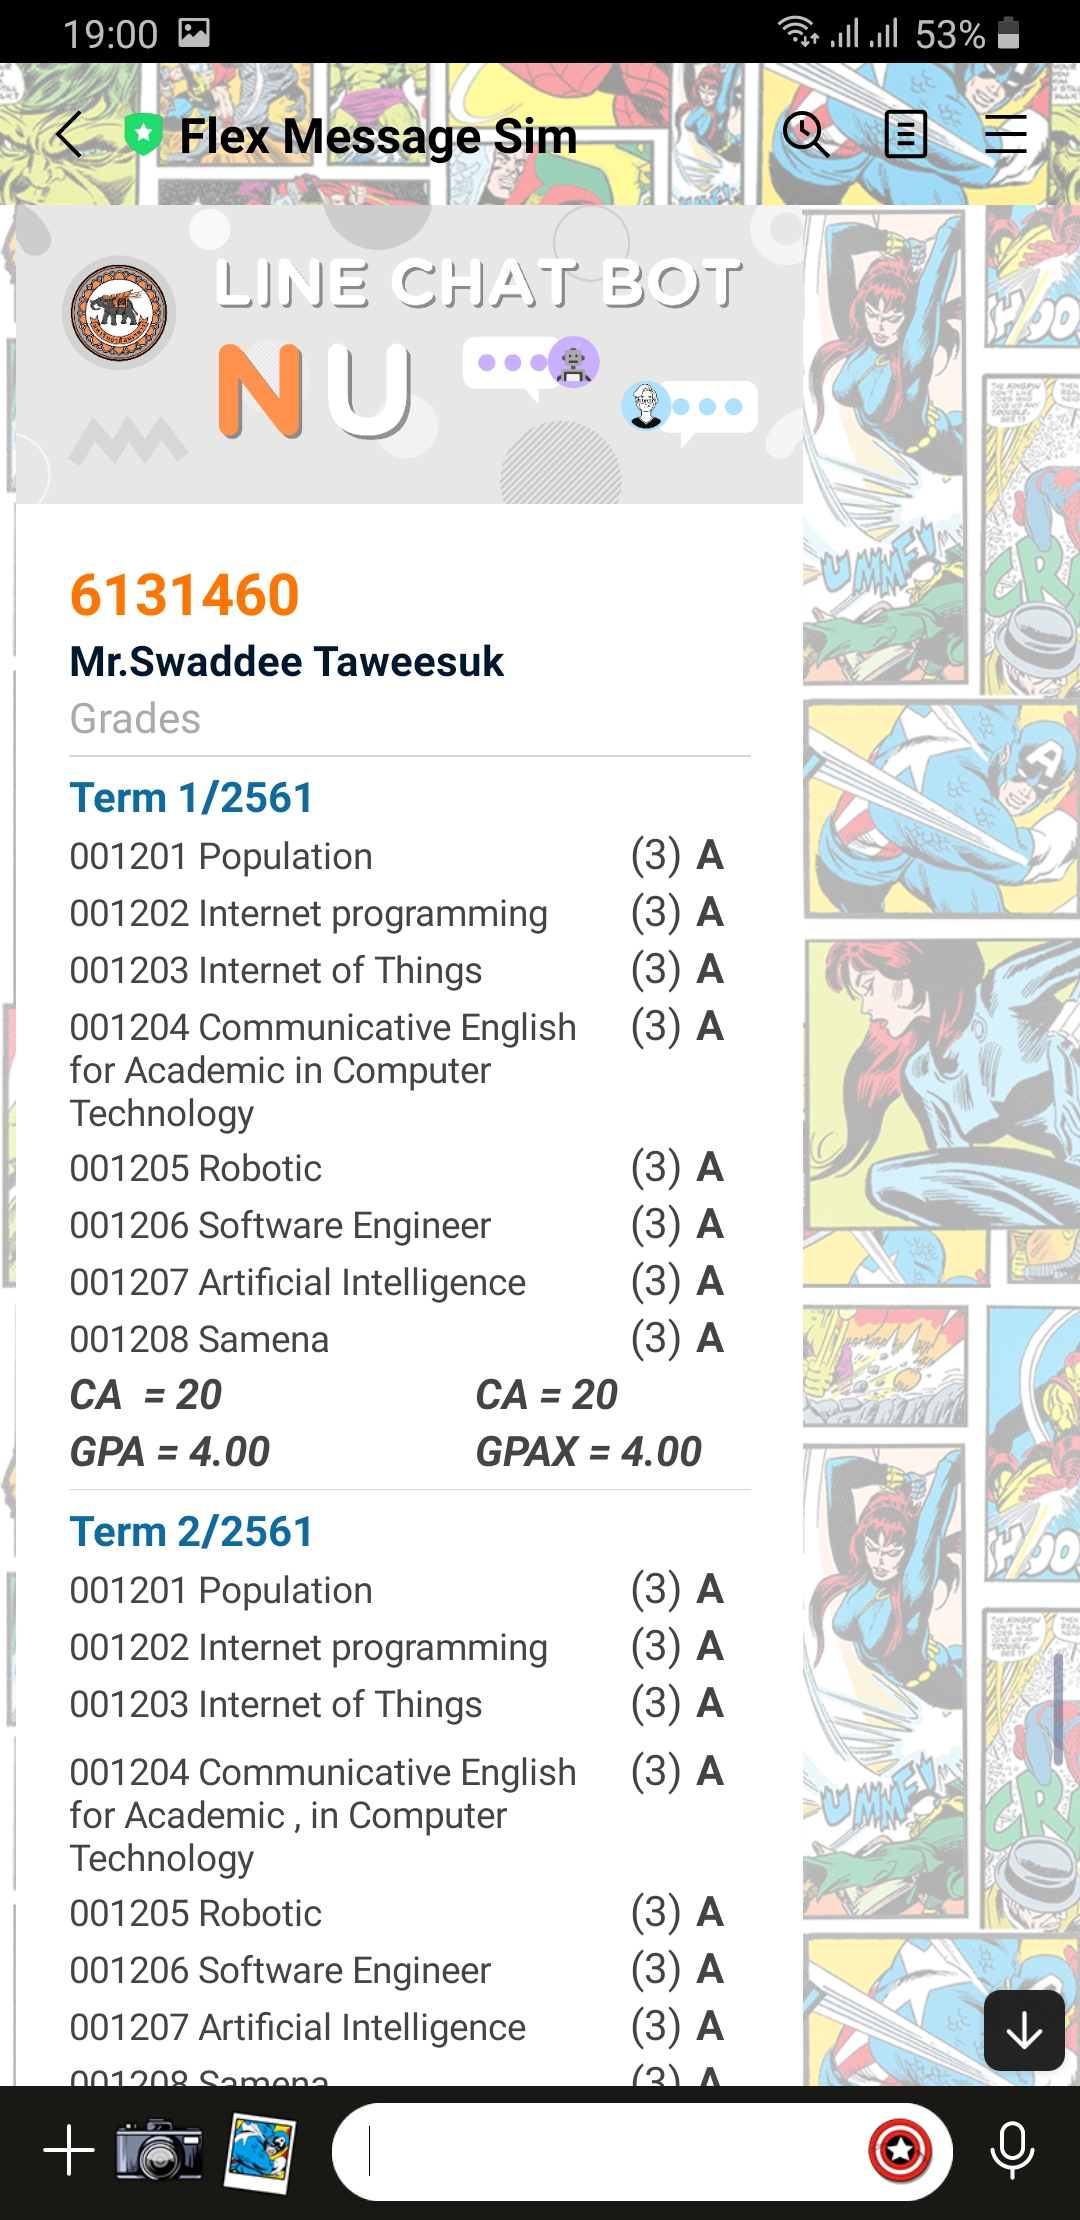 19:00
53%
Flex Message Sim
LINE CHAT BOT
NU
6131460
Mr.Swaddee Taweesuk
Grades
Term 1/2561
001201 Population (3) A
001202 Internet programming (3) A
001203 Internet of Things (3) A
001204 Communicative English (3) A
for Academic in Computer
Technology
001205 Robotic (3) A
001206 Software Engineer (3) A
001207 Artificial Intelligence (3) A
001208 Samena (3) A
CA = 20 CA = 20
GPA = 4.00 GPAX = 4.00
Term 2/2561
001201 Population (3) A
001202 Internet programming (3) A
001203 Internet of Things (3) A
001204 Communicative English (3) A
for Academic , in Computer
Technology
001205 Robotic (3) A
001206 Software Engineer (3) A
001207 Artificial Intelligence (3) A
001208 Samena (3) A
UMMF!
UMMF!